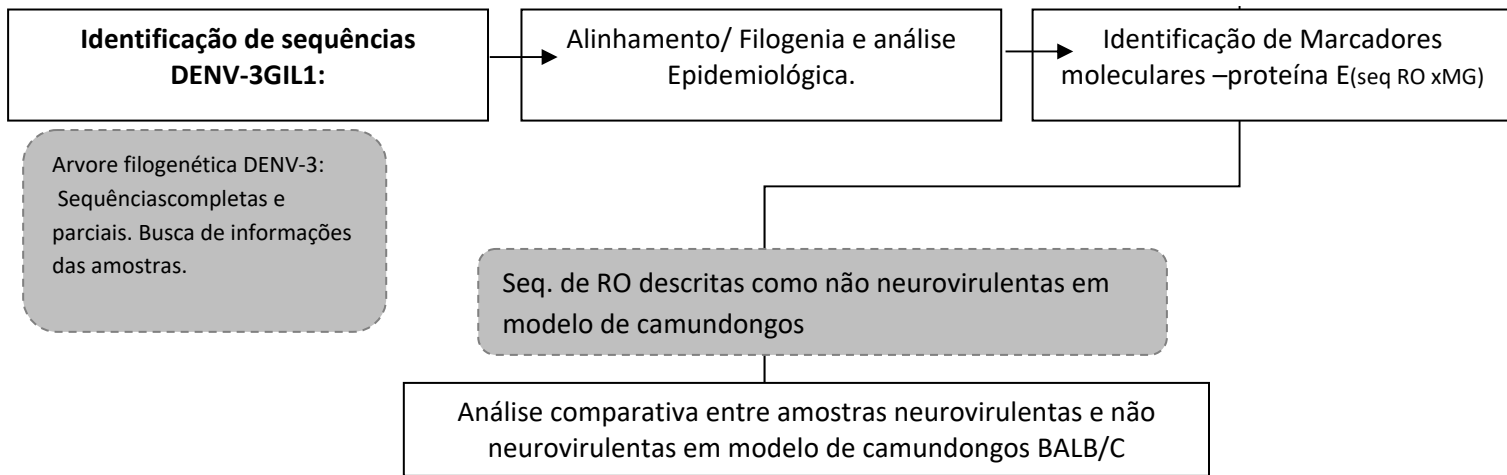 Identificação de sequências
DENV-3GIL1:
Alinhamento/ Filogenia e análise
Epidemiológica.
Identificação de Marcadores
moleculares –proteína E(seq RO xMG)
Arvore filogenética DENV-3:
Sequênciascompletas e
parciais. Busca de informações
das amostras.
Seq. de RO descritas como não neurovirulentas em
modelo de camundongos
Análise comparativa entre amostras neurovirulentas e não
neurovirulentas em modelo de camundongos BALB/C